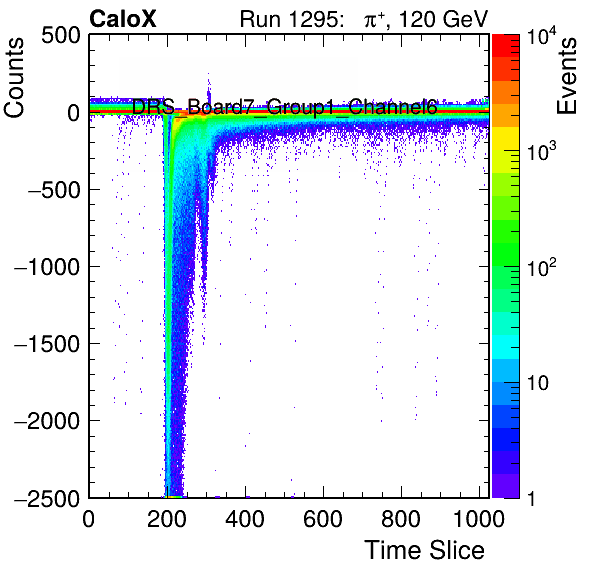 CaloX Run 1295: π⁺, 120 GeV
Counts
Events
DRS_Board7_Group1_Channel6
500
0
−500
−1000
−1500
−2000
−2500
0 200 400 600 800 1000
Time Slice
10⁴
10³
10²
10
1